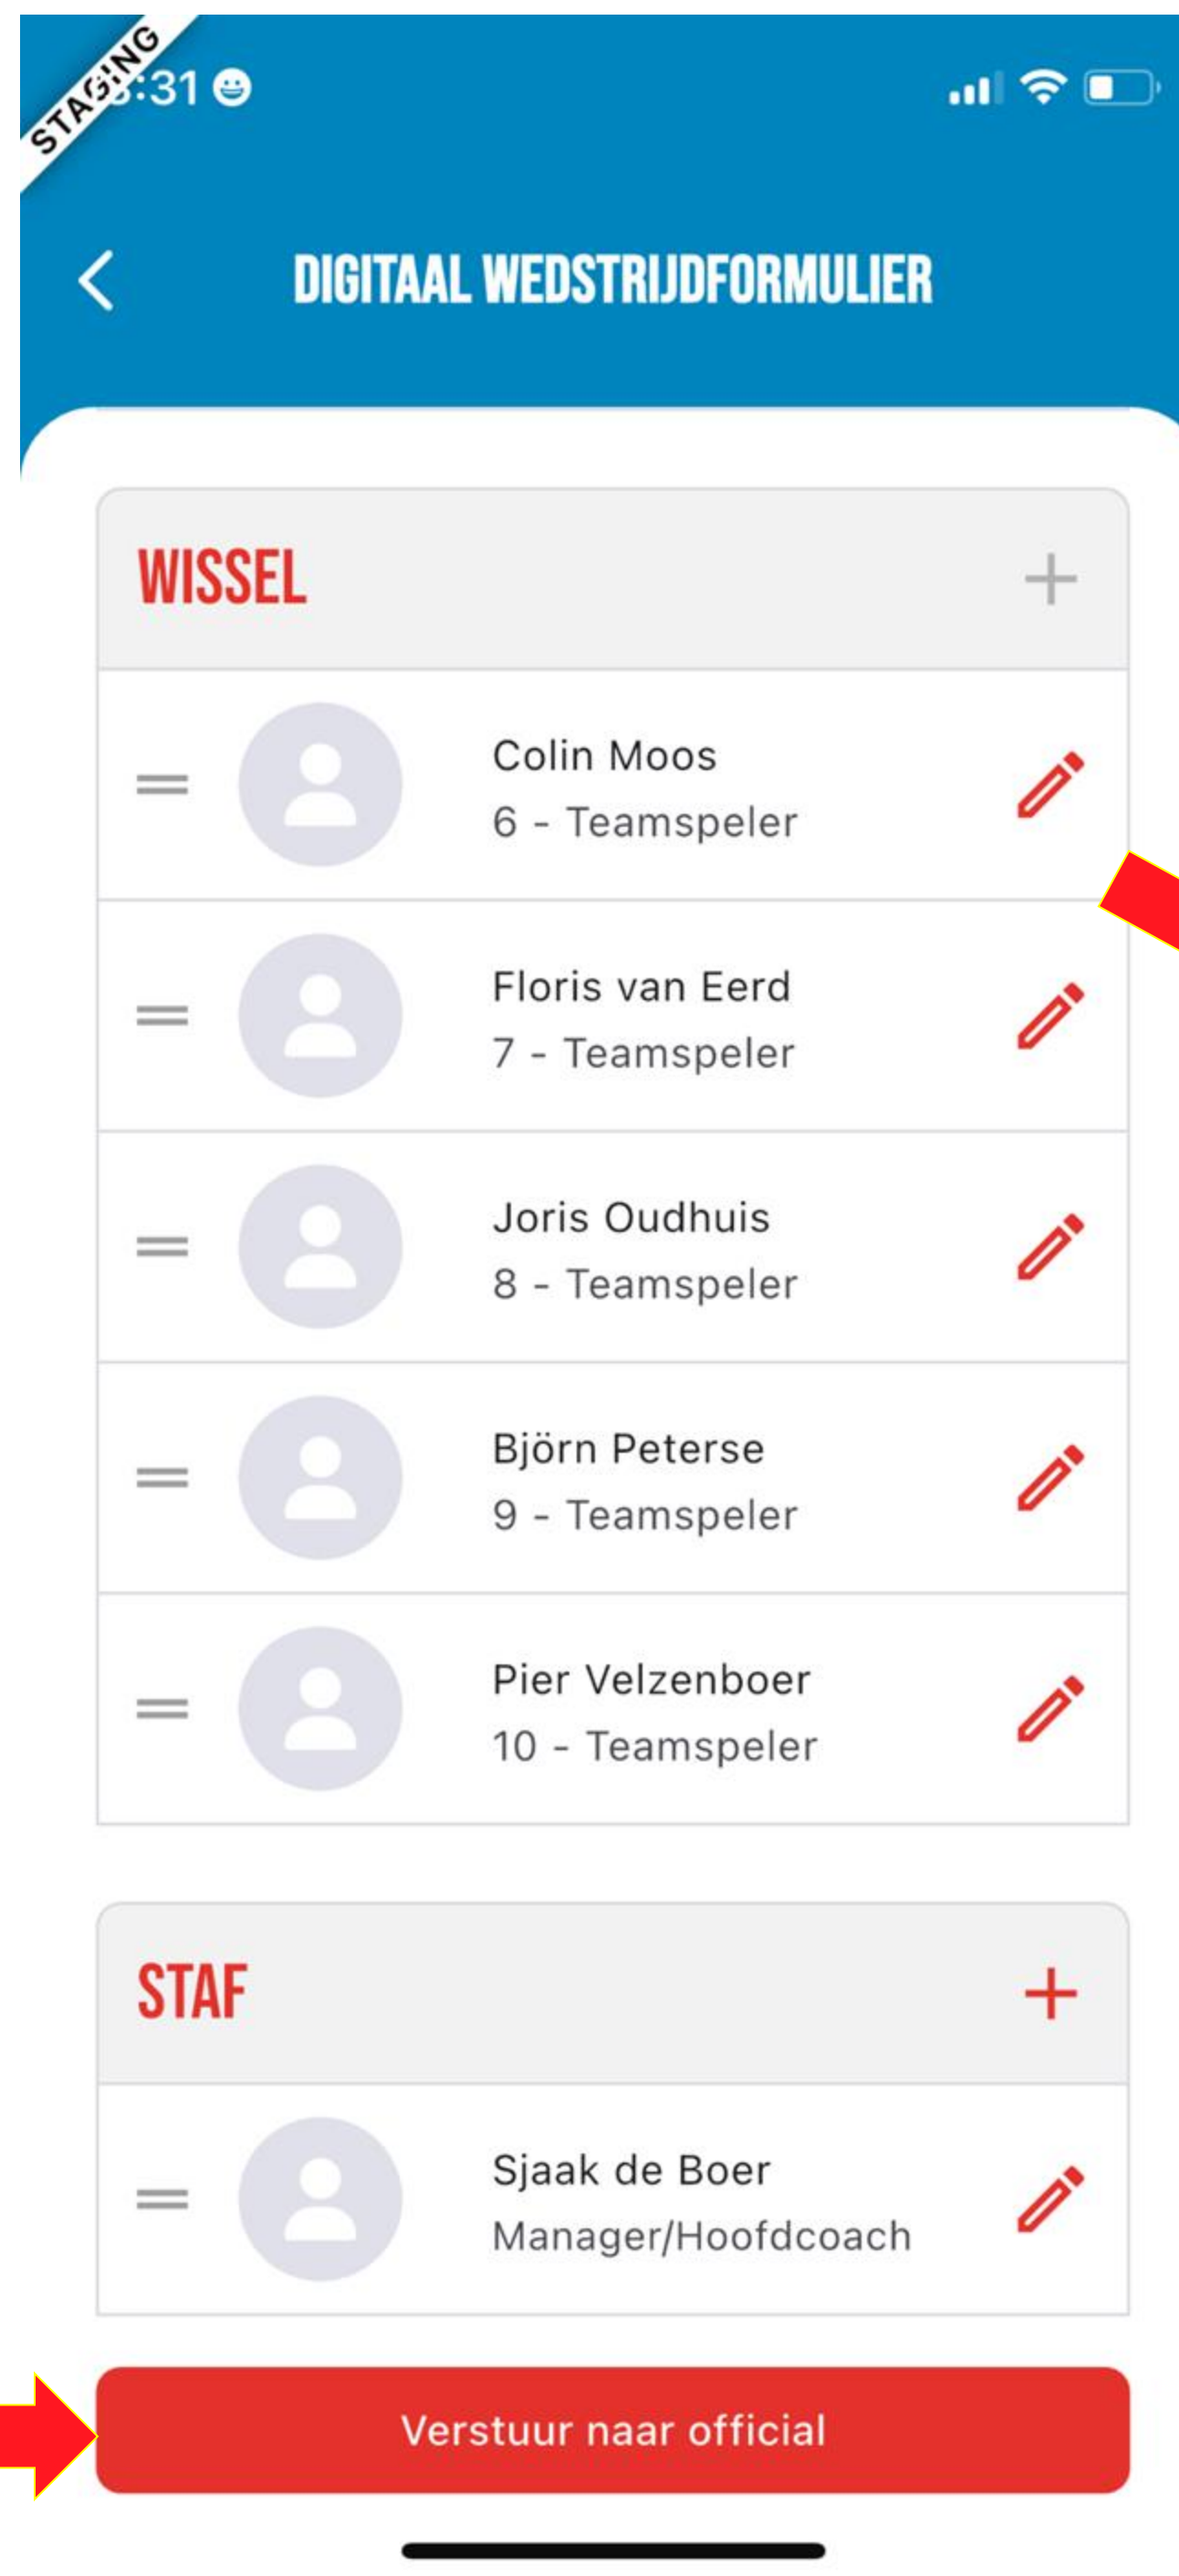 STAGING
:31
DIGITAAL WEDSTRIJDFORMULIER
WISSEL
Colin Moos
6 - Teamspeler
Floris van Eerd
7 - Teamspeler
Joris Oudhuis
8 - Teamspeler
Björn Peterse
9 - Teamspeler
Pier Velzenboer
10 - Teamspeler
STAF
Sjaak de Boer
Manager/Hoofdcoach
Verstuur naar official